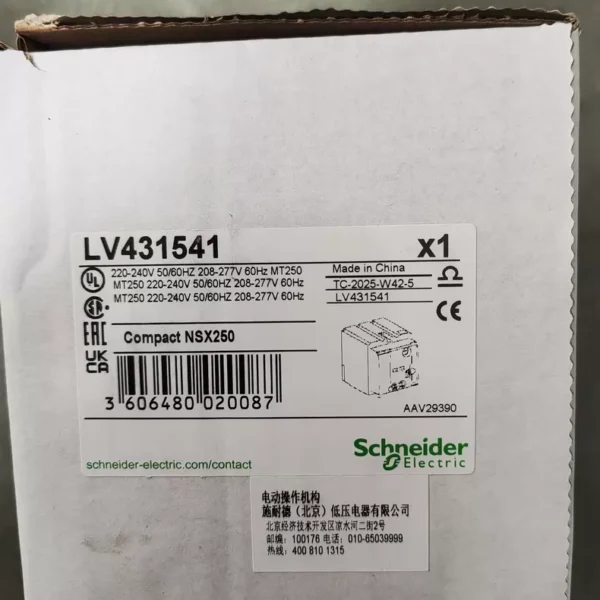 LV431541 x1
220-240V 50/60HZ 208-277V 60Hz MT250
MT250 220-240V 50/60HZ 208-277V 60Hz
MT250 220-240V 50/60HZ 208-277V 60Hz
Made in China
TC-2025-W42-5
LV431541
UL
EAC
UKCA
Compact NSX250
3 606480 020087
AAV29390
schneider-electric.com/contact
Schneider
Electric
电动操作机构
施耐德（北京）低压电器有限公司
北京经济技术开发区凉水河二街2号
邮编：100176 电话：010-65039999
热线：400 810 1315